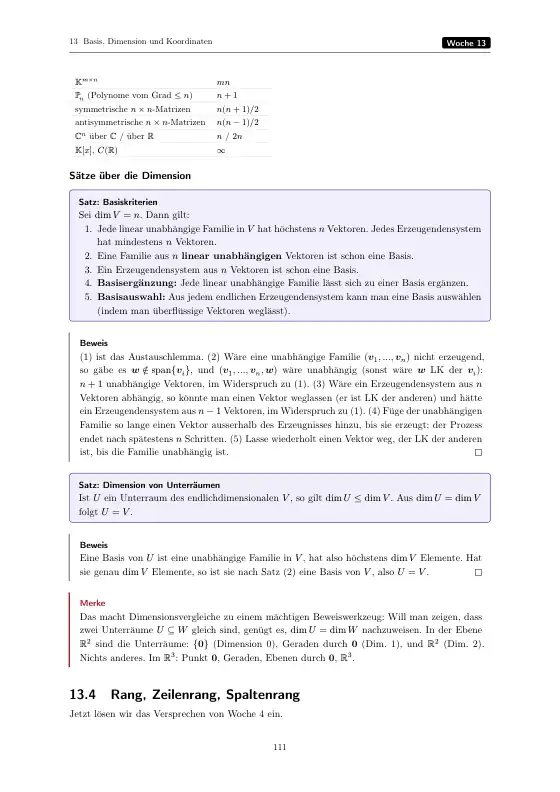 13 Basis, Dimension und Koordinaten
Woche 13
𝕂^{m×n} mn
ℙ_n (Polynome vom Grad ≤ n) n + 1
symmetrische n × n-Matrizen n(n + 1)/2
antisymmetrische n × n-Matrizen n(n − 1)/2
ℂ^n über ℂ / über ℝ n / 2n
𝕂[x], C(ℝ) ∞
Sätze über die Dimension
Satz: Basiskriterien
Sei dim V = n. Dann gilt:
1. Jede linear unabhängige Familie in V hat höchstens n Vektoren. Jedes Erzeugendensystem
hat mindestens n Vektoren.
2. Eine Familie aus n linear unabhängigen Vektoren ist schon eine Basis.
3. Ein Erzeugendensystem aus n Vektoren ist schon eine Basis.
4. Basisergänzung: Jede linear unabhängige Familie lässt sich zu einer Basis ergänzen.
5. Basisauswahl: Aus jedem endlichen Erzeugendensystem kann man eine Basis auswählen
(indem man überflüssige Vektoren weglässt).
Beweis
(1) ist das Austauschlemma. (2) Wäre eine unabhängige Familie (v₁, ..., vₙ) nicht erzeugend,
so gäbe es w ∉ span{vᵢ}, und (v₁, ..., vₙ, w) wäre unabhängig (sonst wäre w LK der vᵢ):
n + 1 unabhängige Vektoren, im Widerspruch zu (1). (3) Wäre ein Erzeugendensystem aus n
Vektoren abhängig, so könnte man einen Vektor weglassen (er ist LK der anderen) und hätte
ein Erzeugendensystem aus n − 1 Vektoren, im Widerspruch zu (1). (4) Füge der unabhängigen
Familie so lange einen Vektor ausserhalb des Erzeugnisses hinzu, bis sie erzeugt; der Prozess
endet nach spätestens n Schritten. (5) Lasse wiederholt einen Vektor weg, der LK der anderen
ist, bis die Familie unabhängig ist. □
Satz: Dimension von Unterräumen
Ist U ein Unterraum des endlichdimensionalen V, so gilt dim U ≤ dim V. Aus dim U = dim V
folgt U = V.
Beweis
Eine Basis von U ist eine unabhängige Familie in V, hat also höchstens dim V Elemente. Hat
sie genau dim V Elemente, so ist sie nach Satz (2) eine Basis von V, also U = V. □
Merke
Das macht Dimensionsvergleiche zu einem mächtigen Beweiswerkzeug: Will man zeigen, dass
zwei Unterräume U ⊆ W gleich sind, genügt es, dim U = dim W nachzuweisen. In der Ebene
ℝ² sind die Unterräume: {0} (Dimension 0), Geraden durch 0 (Dim. 1), und ℝ² (Dim. 2).
Nichts anderes. Im ℝ³: Punkt 0, Geraden, Ebenen durch 0, ℝ³.
13.4 Rang, Zeilenrang, Spaltenrang
Jetzt lösen wir das Versprechen von Woche 4 ein.
111